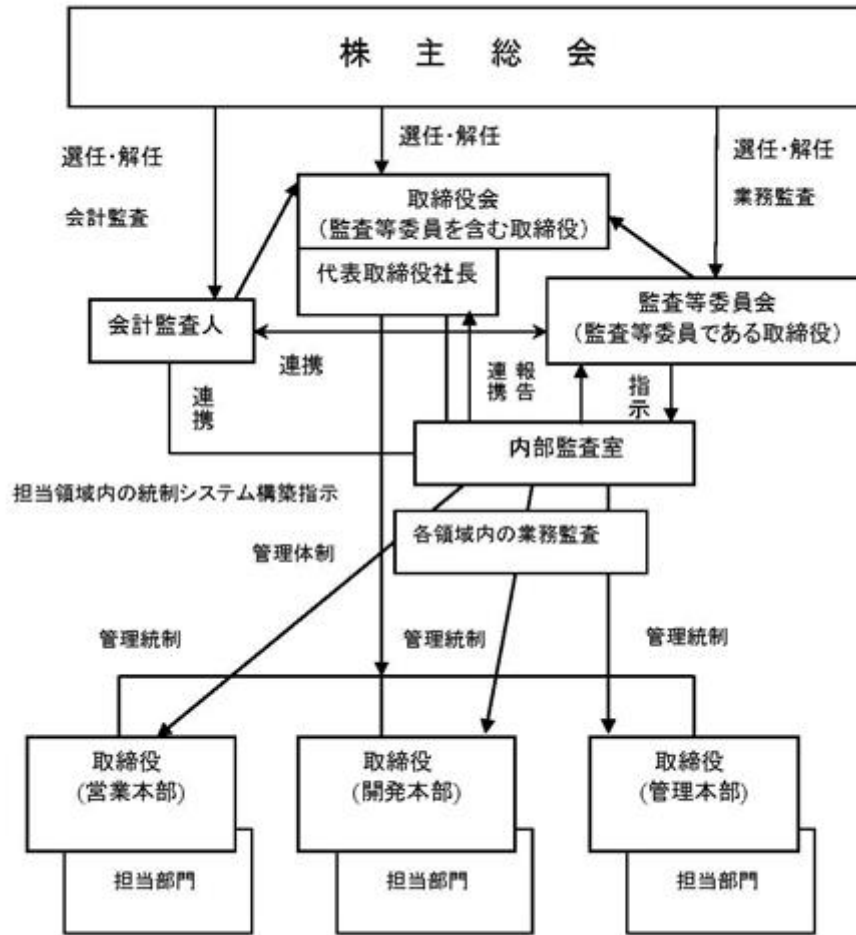 株 主 総 会
選任・解任
選任・解任
選任・解任
会計監査
業務監査
取締役会
(監査等委員を含む取締役)
代表取締役社長
会計監査人
監査等委員会
(監査等委員である取締役)
連携
連携
連携
報告
指示
内部監査室
担当領域内の統制システム構築指示
各領域内の業務監査
管理体制
管理統制
管理統制
管理統制
取締役
(営業本部)
取締役
(開発本部)
取締役
(管理本部)
担当部門
担当部門
担当部門